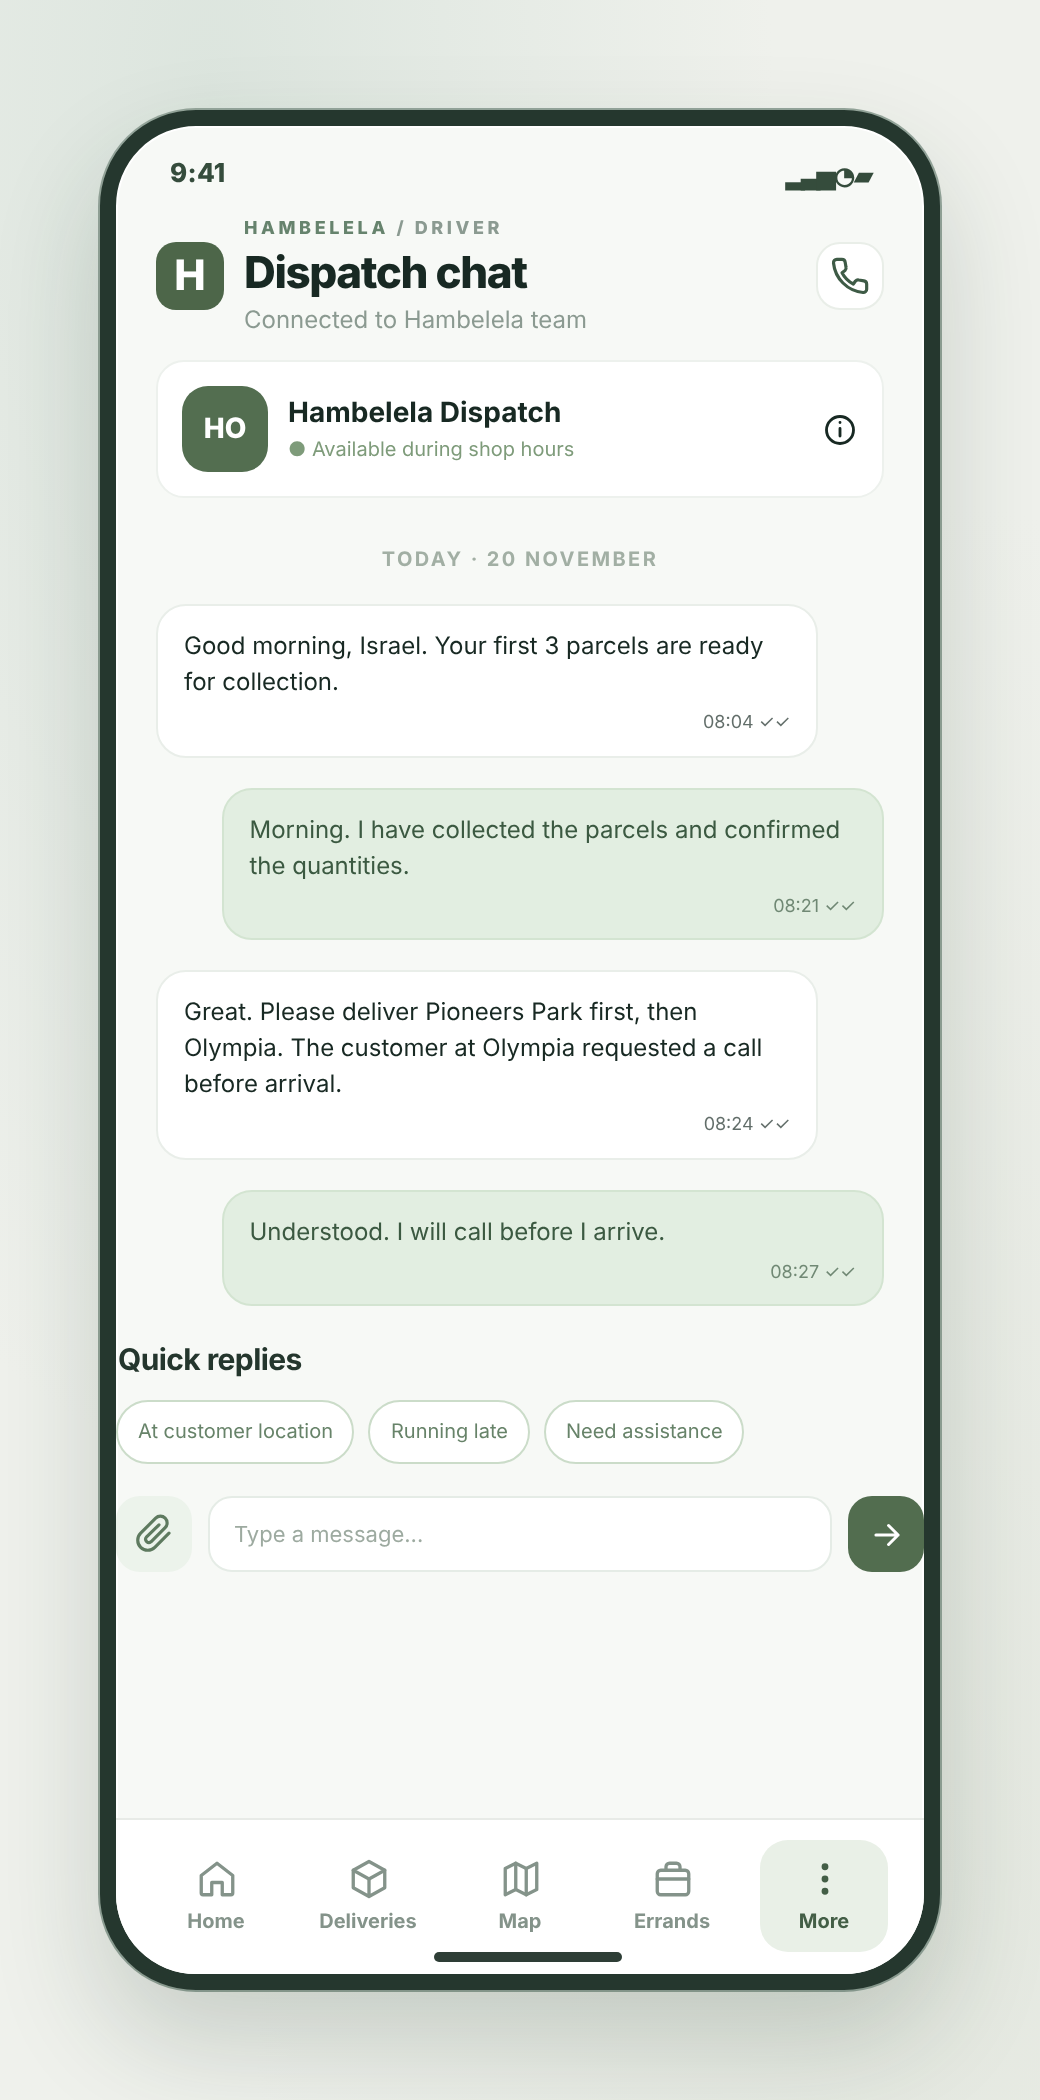 9:41
HAMBELELA / DRIVER
H
Dispatch chat
Connected to Hambelela team
HO
Hambelela Dispatch
Available during shop hours
TODAY · 20 NOVEMBER
Good morning, Israel. Your first 3 parcels are ready
for collection.
08:04 ✓✓
Morning. I have collected the parcels and confirmed
the quantities.
08:21 ✓✓
Great. Please deliver Pioneers Park first, then
Olympia. The customer at Olympia requested a call
before arrival.
08:24 ✓✓
Understood. I will call before I arrive.
08:27 ✓✓
Quick replies
At customer location
Running late
Need assistance
Type a message...
Home
Deliveries
Map
Errands
More